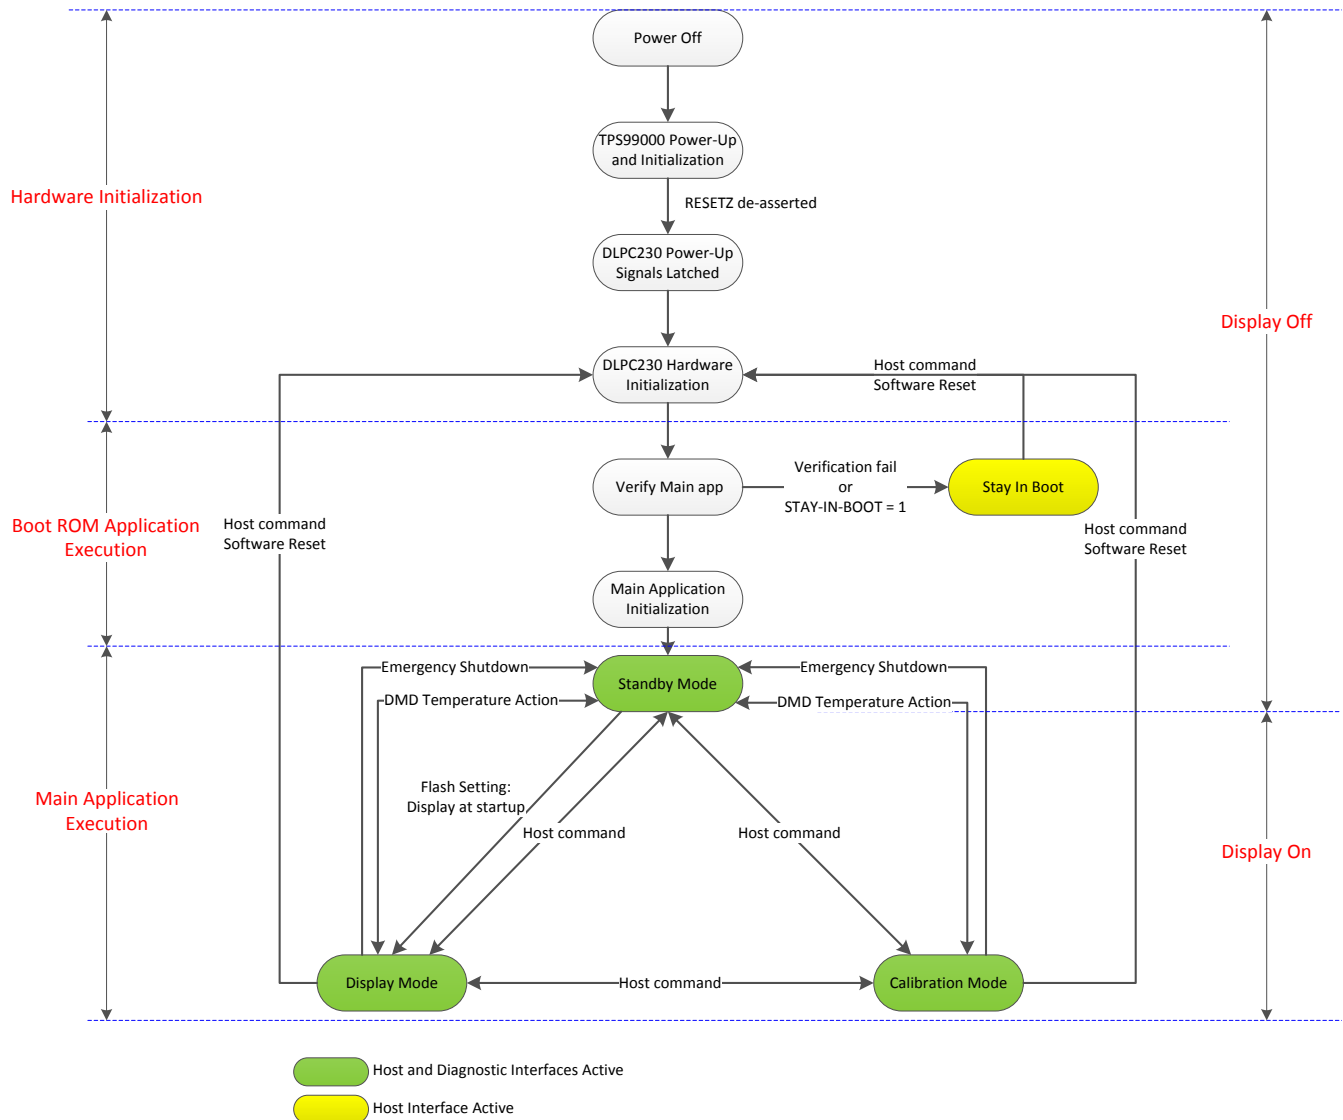 Power Off
TPS99000 Power-Up
and Initialization
Hardware Initialization
RESETZ de-asserted
DLPC230 Power-Up
Signals Latched
Display Off
DLPC230 Hardware
Initialization
Host command
Software Reset
Verify Main app
Verification fail
or
STAY-IN-BOOT = 1
Stay In Boot
Boot ROM Application
Execution
Host command
Software Reset
Host command
Software Reset
Main Application
Initialization
Emergency Shutdown
Standby Mode
Emergency Shutdown
DMD Temperature Action
DMD Temperature Action
Flash Setting:
Display at startup
Main Application
Execution
Host command
Host command
Display On
Display Mode
Host command
Calibration Mode
Host and Diagnostic Interfaces Active
Host Interface Active